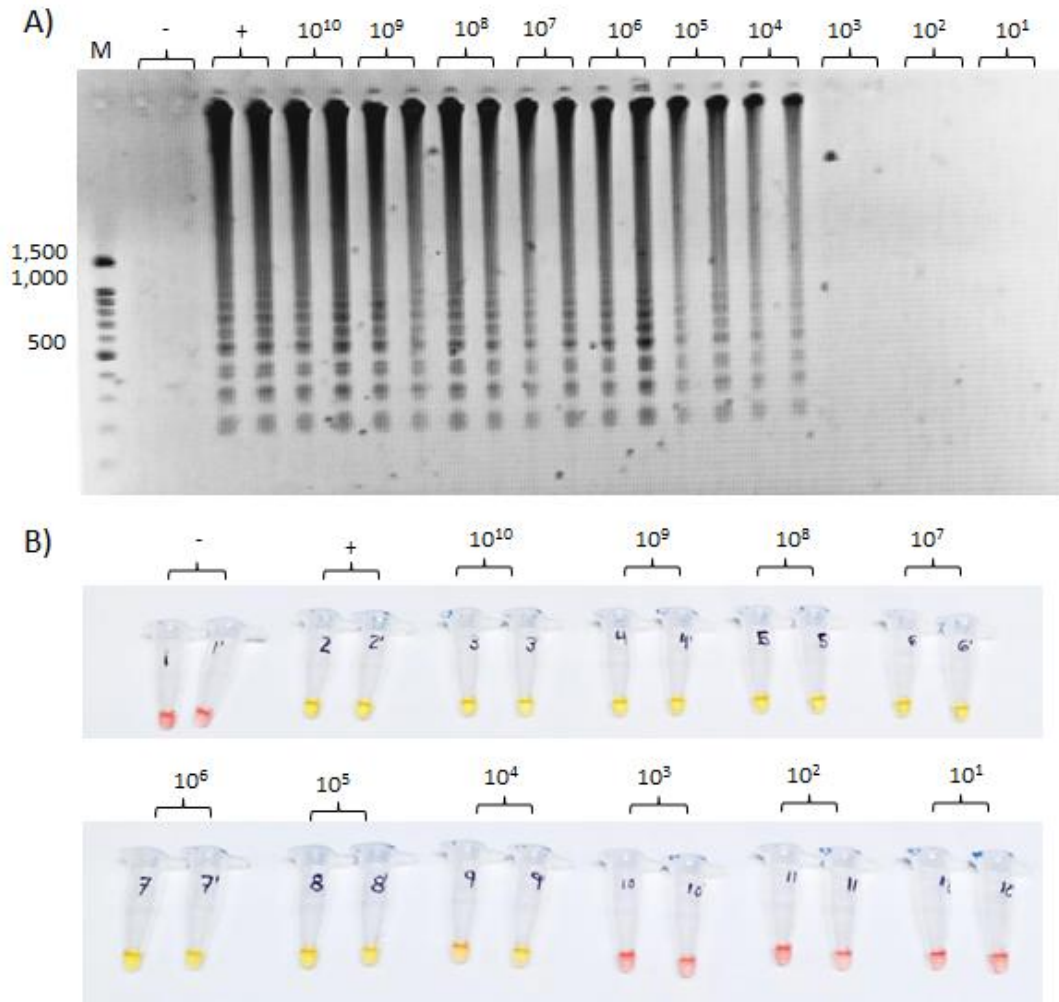 A)
M - + 10¹⁰ 10⁹ 10⁸ 10⁷ 10⁶ 10⁵ 10⁴ 10³ 10² 10¹
1,500
1,000
500
B)
- + 10¹⁰ 10⁹ 10⁸ 10⁷
1 1' 2 2' 3 3' 4 4' 5 5 6 6'
10⁶ 10⁵ 10⁴ 10³ 10² 10¹
7 7' 8 8' 9 9 10 10 11 11